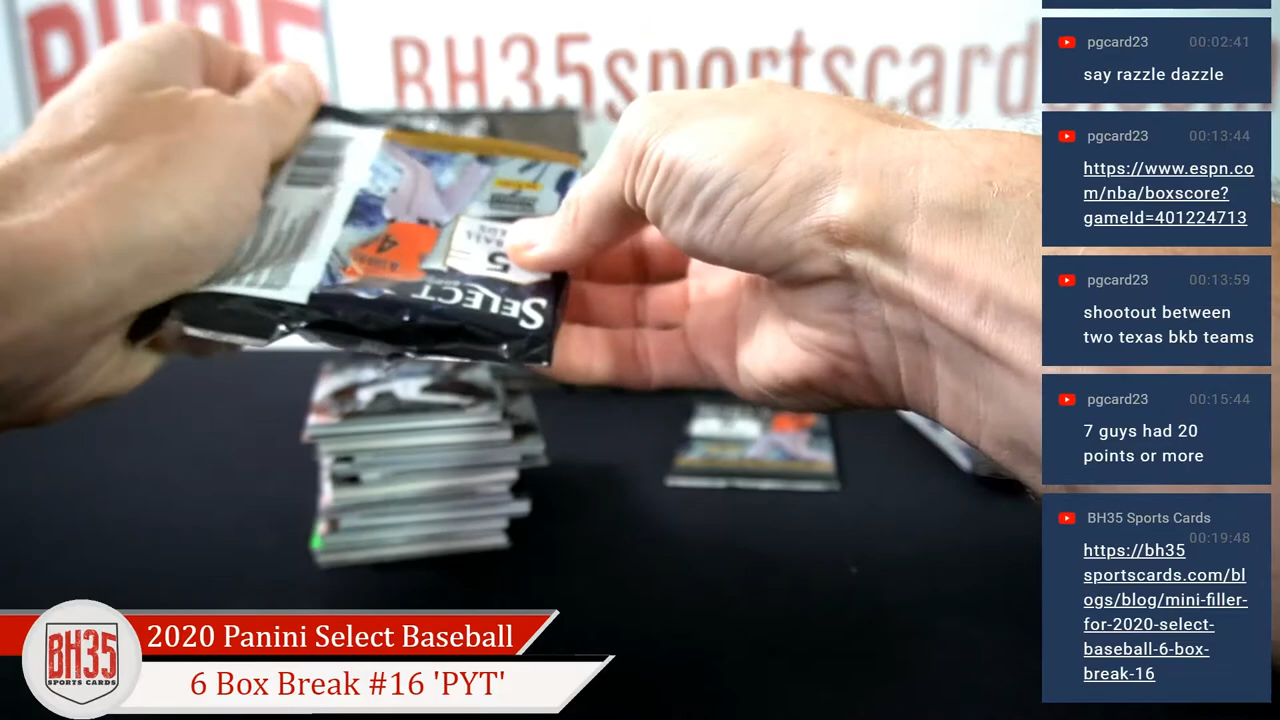 BH35sportscards.
SELECT
5
4
pgcard23 00:02:41
say razzle dazzle
pgcard23 00:13:44
https://www.espn.co
m/nba/boxscore?
gameId=401224713
pgcard23 00:13:59
shootout between
two texas bkb teams
pgcard23 00:15:44
7 guys had 20
points or more
BH35 Sports Cards
00:19:48
https://bh35
sportscards.com/bl
ogs/blog/mini-filler-
for-2020-select-
baseball-6-box-
break-16
BH35
SPORTS CARDS
2020 Panini Select Baseball
6 Box Break #16 'PYT'